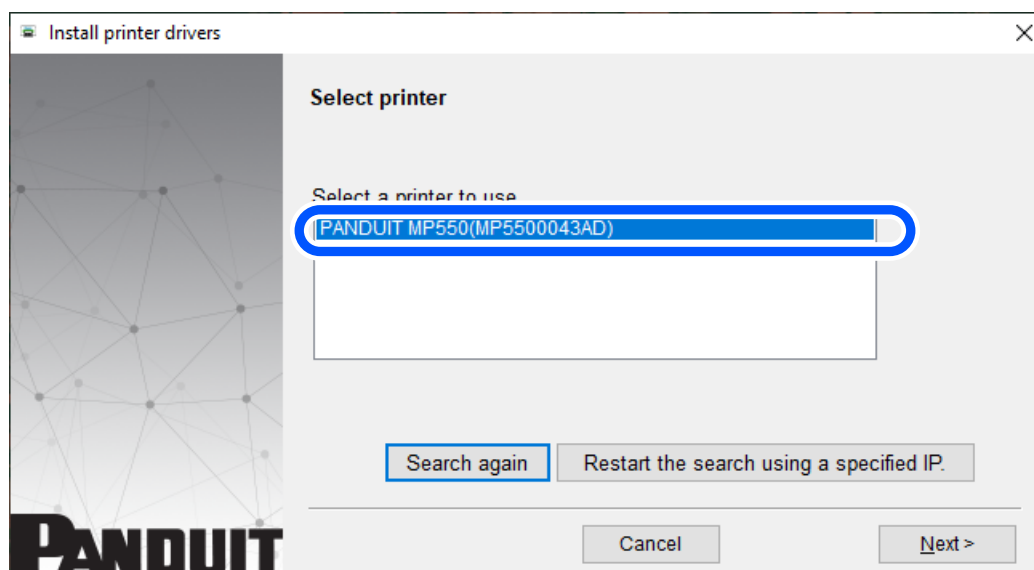 Install printer drivers
Select printer
Select a printer to use
PANDUIT MP550(MP5500043AD)
Search again
Restart the search using a specified IP.
PANDUIT
Cancel
Next >